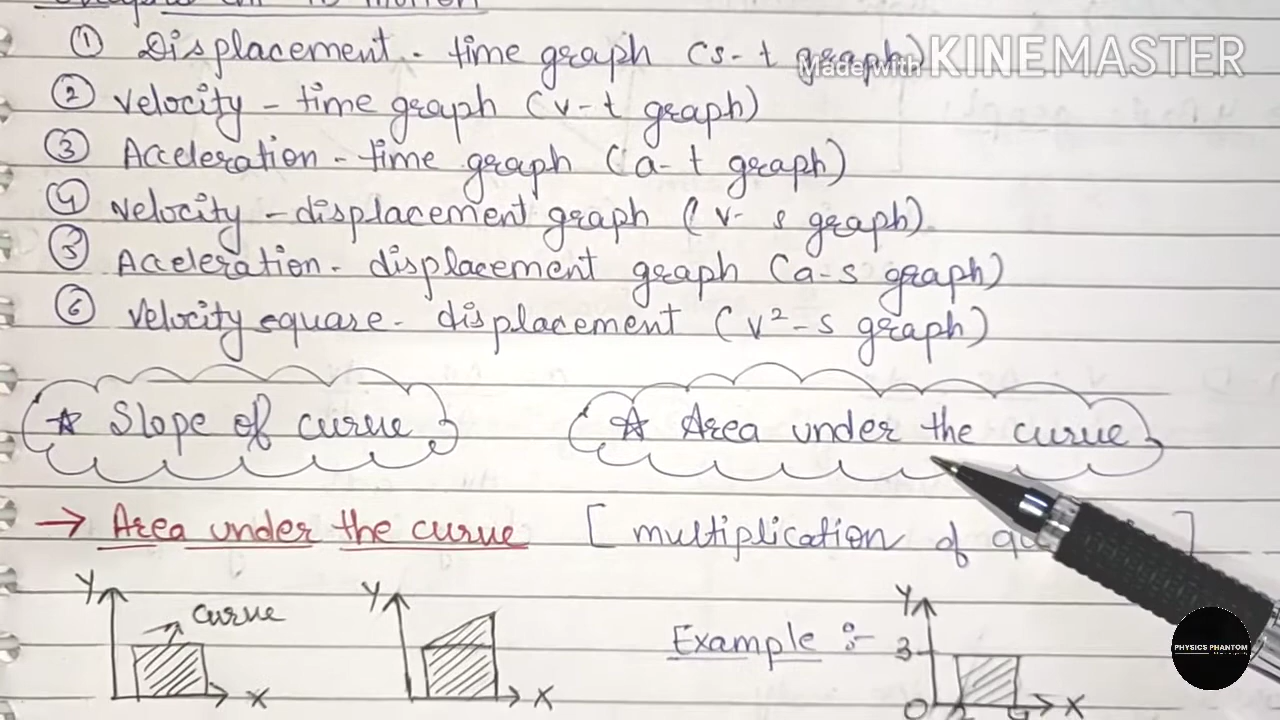 ① Displacement - time graph (s-t graph)
Made with KINEMASTER
② Velocity - time graph (v-t graph)
③ Acceleration - time graph (a-t graph)
④ Velocity - displacement graph (v-s graph)
⑤ Acceleration - displacement graph (a-s graph)
⑥ Velocity square - displacement (v²-s graph)
☆ Slope of curve
☆ Area under the curve
→ Area under the curve [ multiplication of ]
Y curve X
Y X
Example :-
Y 3 0 2 4 X
PHYSICS PHANTOM